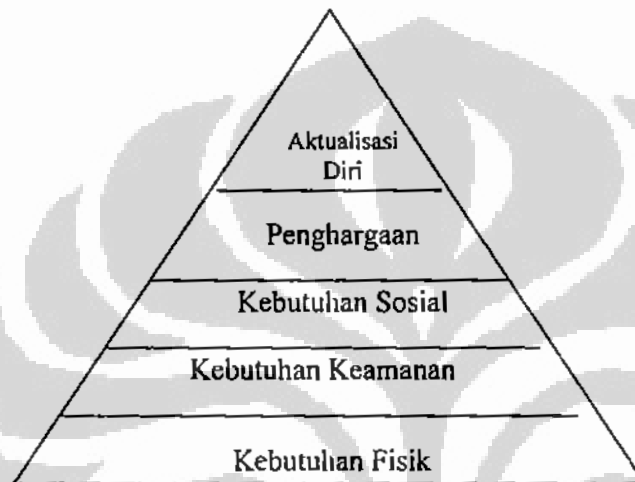 Aktualisasi
Diri
Penghargaan
Kebutuhan Sosial
Kebutuhan Keamanan
Kebutuhan Fisik